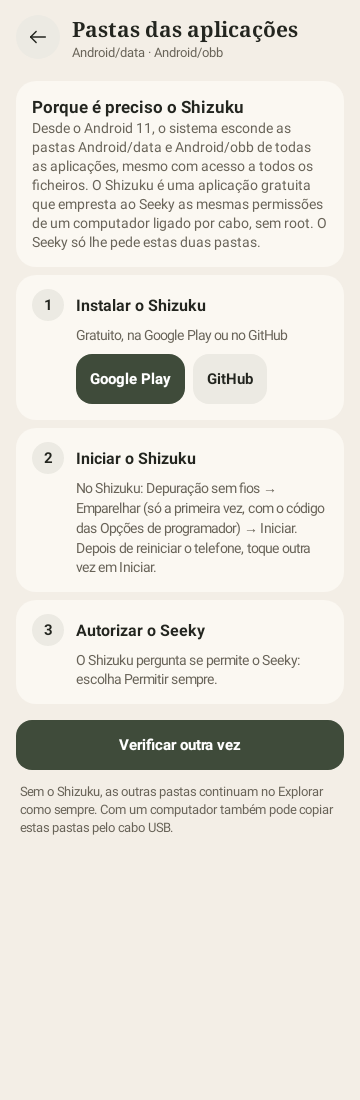 Pastas das aplicações
Android/data · Android/obb
Porque é preciso o Shizuku
Desde o Android 11, o sistema esconde as
pastas Android/data e Android/obb de todas
as aplicações, mesmo com acesso a todos os
ficheiros. O Shizuku é uma aplicação gratuita
que empresta ao Seeky as mesmas permissões
de um computador ligado por cabo, sem root. O
Seeky só lhe pede estas duas pastas.
1 Instalar o Shizuku
Gratuito, na Google Play ou no GitHub
Google Play GitHub
2 Iniciar o Shizuku
No Shizuku: Depuração sem fios →
Emparelhar (só a primeira vez, com o código
das Opções de programador) → Iniciar.
Depois de reiniciar o telefone, toque outra
vez em Iniciar.
3 Autorizar o Seeky
O Shizuku pergunta se permite o Seeky:
escolha Permitir sempre.
Verificar outra vez
Sem o Shizuku, as outras pastas continuam no Explorar
como sempre. Com um computador também pode copiar
estas pastas pelo cabo USB.